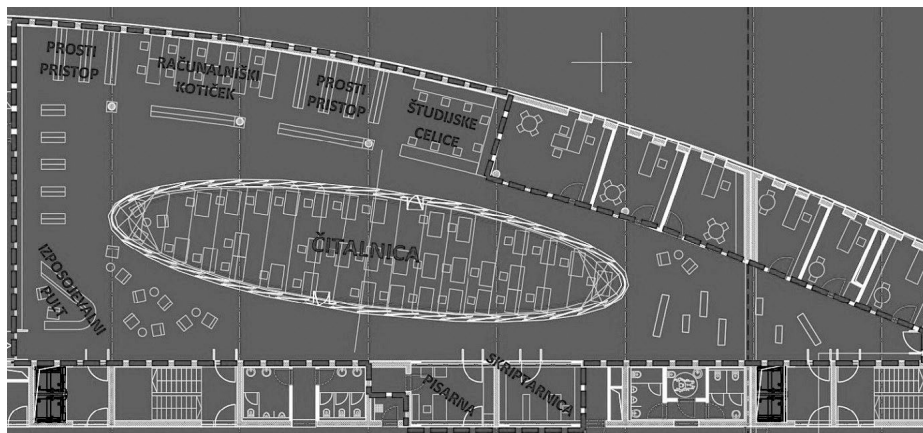 PROSTI
PRISTOP
RAČUNALNIŠKI
KOTIČEK
PROSTI
PRISTOP
ŠTUDIJSKE
CELICE
ČITALNICA
IZPOSOJEVALNI
PULT
PISARNA
SKRIPTARNICA